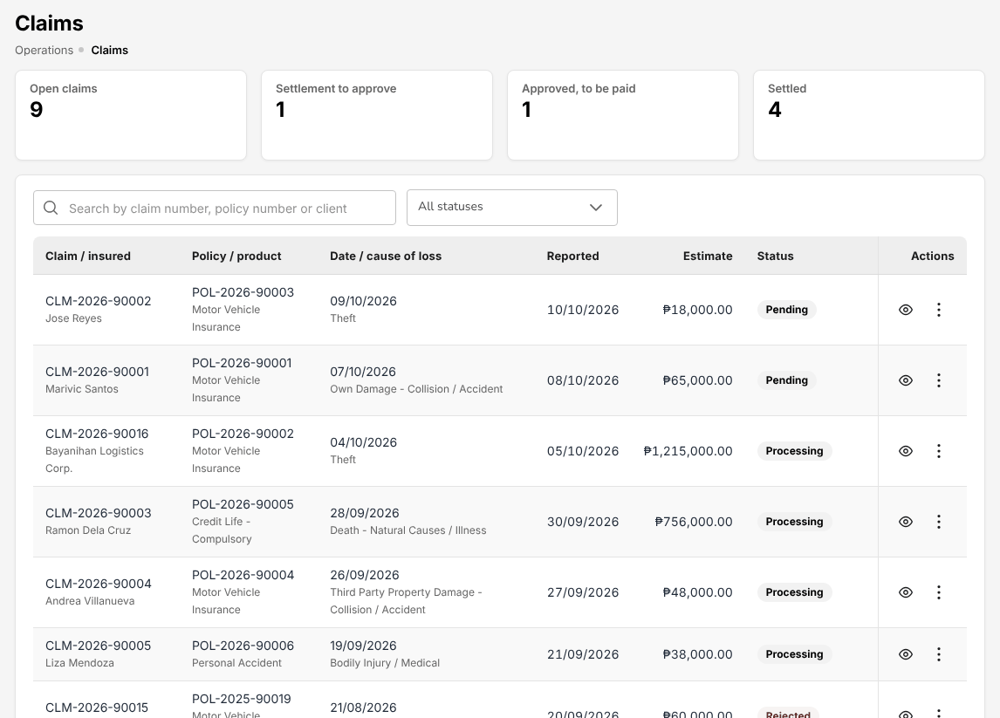 Claims
Operations Claims
Open claims
9
Settlement to approve
1
Approved, to be paid
1
Settled
4
Search by claim number, policy number or client
All statuses
Claim / insured Policy / product Date / cause of loss Reported Estimate Status Actions
CLM-2026-90002
Jose Reyes
POL-2026-90003
Motor Vehicle
Insurance
09/10/2026
Theft
10/10/2026
₱18,000.00
Pending
CLM-2026-90001
Marivic Santos
POL-2026-90001
Motor Vehicle
Insurance
07/10/2026
Own Damage - Collision / Accident
08/10/2026
₱65,000.00
Pending
CLM-2026-90016
Bayanihan Logistics
Corp.
POL-2026-90002
Motor Vehicle
Insurance
04/10/2026
Theft
05/10/2026
₱1,215,000.00
Processing
CLM-2026-90003
Ramon Dela Cruz
POL-2026-90005
Credit Life -
Compulsory
28/09/2026
Death - Natural Causes / Illness
30/09/2026
₱756,000.00
Processing
CLM-2026-90004
Andrea Villanueva
POL-2026-90004
Motor Vehicle
Insurance
26/09/2026
Third Party Property Damage -
Collision / Accident
27/09/2026
₱48,000.00
Processing
CLM-2026-90005
Liza Mendoza
POL-2026-90006
Personal Accident
19/09/2026
Bodily Injury / Medical
21/09/2026
₱38,000.00
Processing
CLM-2026-90015
POL-2025-90019
Motor Vehicle
21/08/2026
20/09/2026
₱60,000.00
Rejected